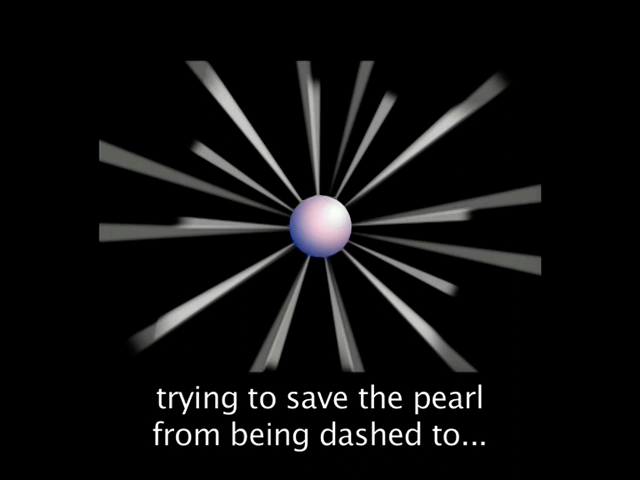 trying to save the pearl
from being dashed to...